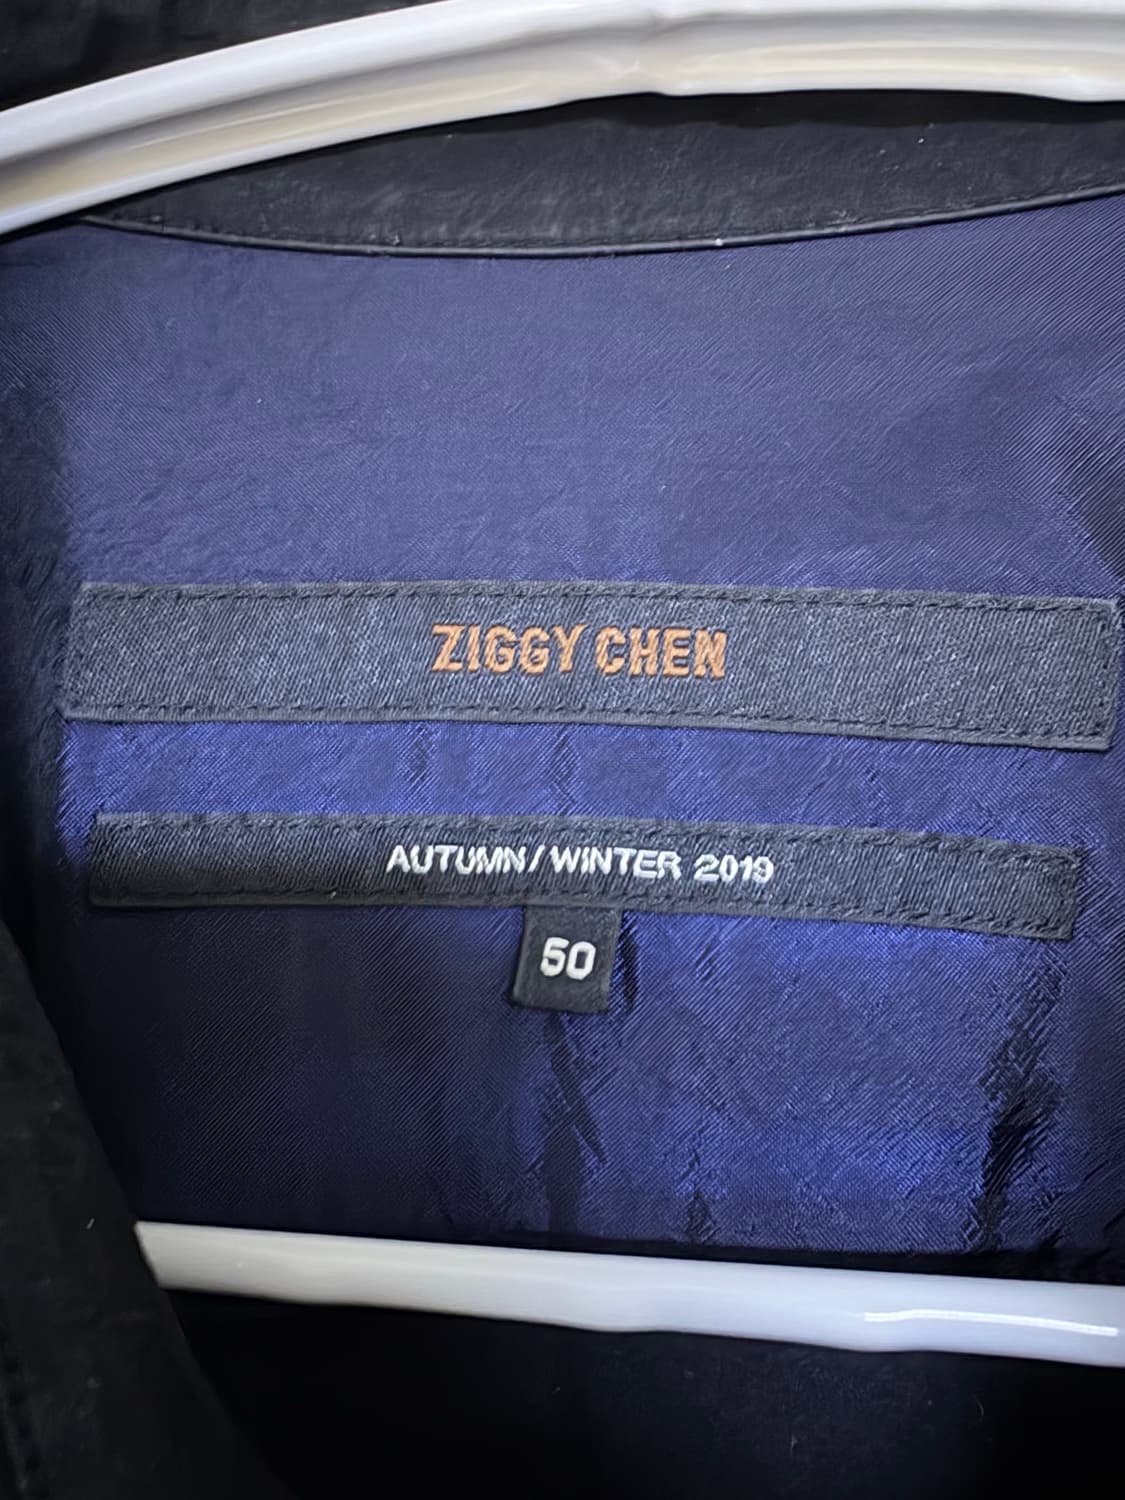 ZIGGY CHEN
AUTUMN/WINTER 2019
50